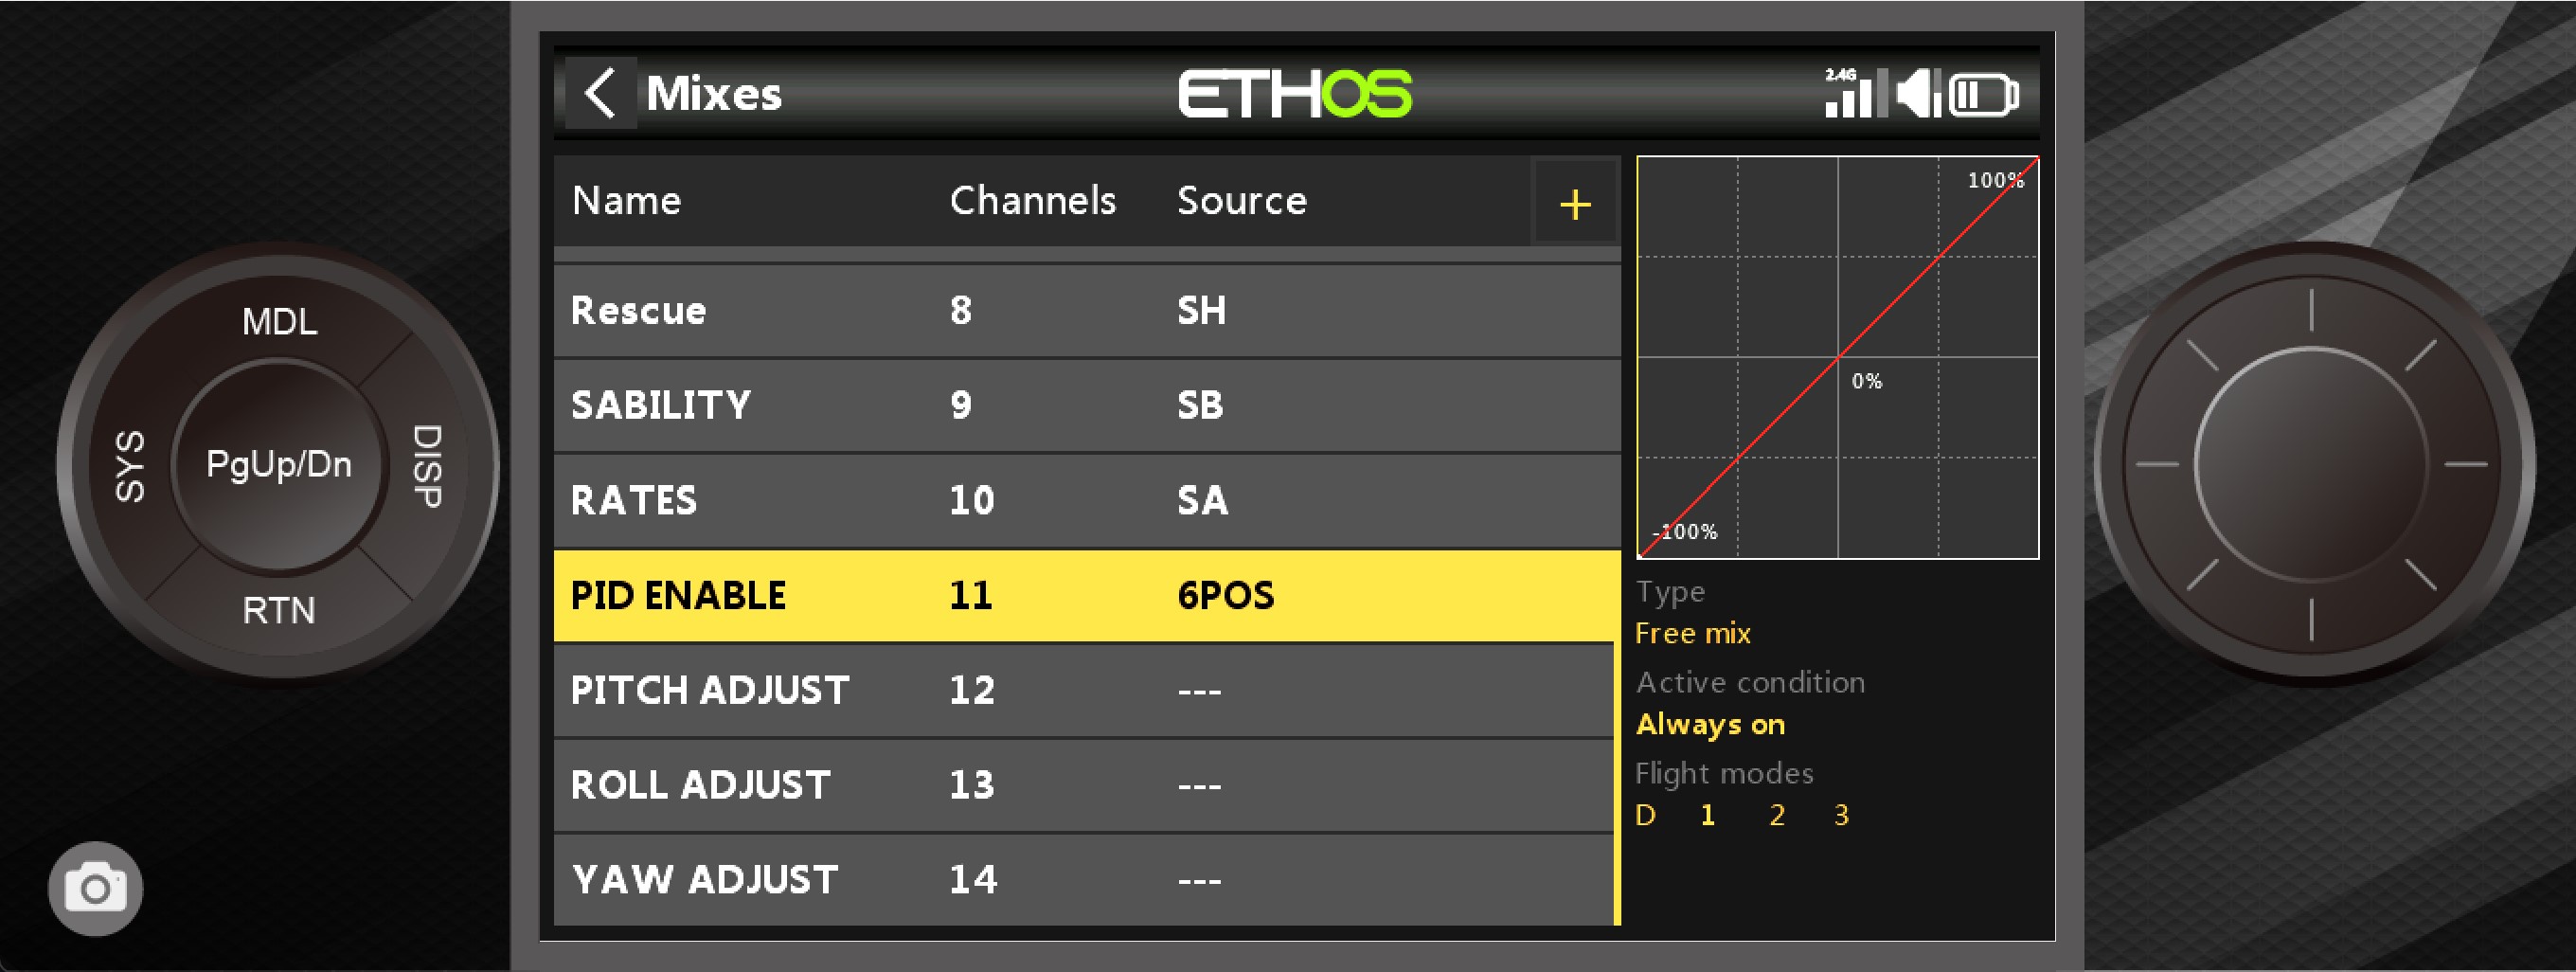 Mixes
ETHOS
2.4G
Name Channels Source +
Rescue 8 SH
SABILITY 9 SB
RATES 10 SA
PID ENABLE 11 6POS
PITCH ADJUST 12 ---
ROLL ADJUST 13 ---
YAW ADJUST 14 ---
100%
0%
-100%
Type
Free mix
Active condition
Always on
Flight modes
D 1 2 3
MDL
SYS
PgUp/Dn
DISP
RTN